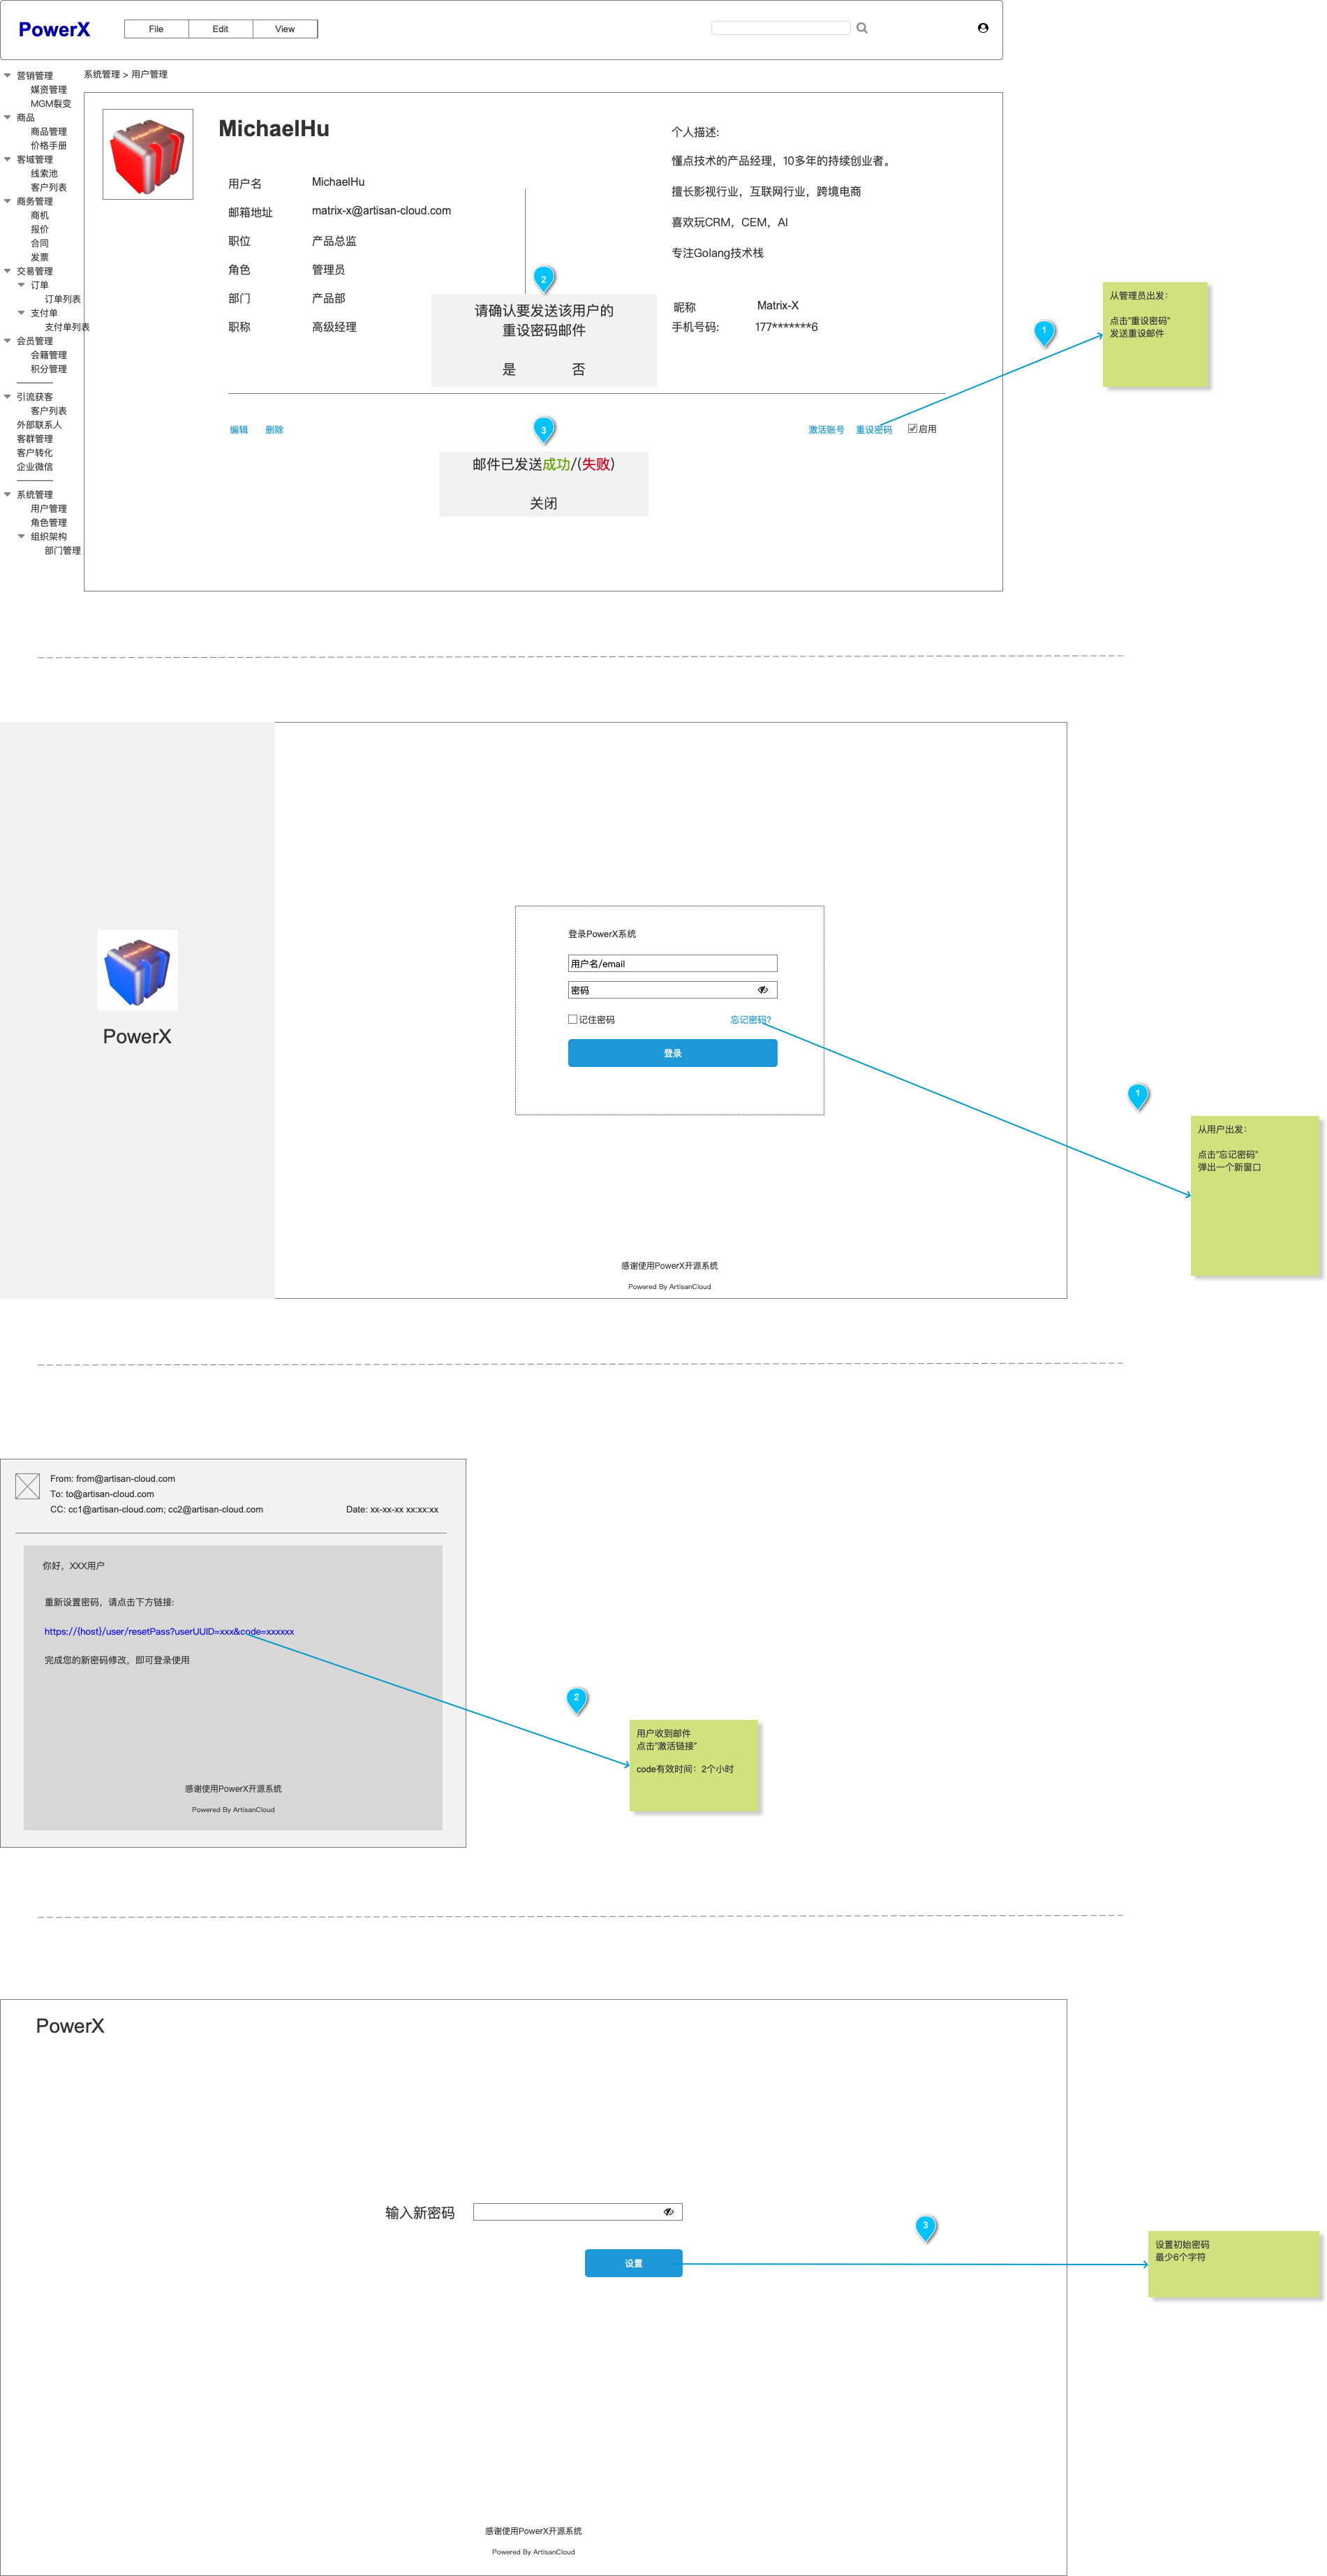 PowerX
File
Edit
View
系统管理 > 用户管理
营销管理
媒资管理
MGM裂变
商品
商品管理
价格手册
客域管理
线索池
客户列表
商务管理
商机
报价
合同
发票
交易管理
订单
订单列表
支付单
支付单列表
会员管理
会籍管理
积分管理
引流获客
客户列表
外部联系人
客群管理
客户转化
企业微信
系统管理
用户管理
角色管理
组织架构
部门管理
MichaelHu
用户名 MichaelHu
邮箱地址 matrix-x@artisan-cloud.com
职位 产品总监
角色 管理员
部门 产品部
职称 高级经理
个人描述:
懂点技术的产品经理，10多年的持续创业者。
擅长影视行业，互联网行业，跨境电商
喜欢玩CRM，CEM，AI
专注Golang技术栈
昵称 Matrix-X
手机号码: 177*******6
2
请确认要发送该用户的
重设密码邮件
是 否
编辑 删除
激活账号 重设密码 启用
3
邮件已发送成功/(失败)
关闭
1
从管理员出发：
点击"重设密码"
发送重设邮件
PowerX
登录PowerX系统
用户名/email
密码
记住密码 忘记密码?
登录
感谢使用PowerX开源系统
Powered By ArtisanCloud
1
从用户出发：
点击"忘记密码"
弹出一个新窗口
From: from@artisan-cloud.com
To: to@artisan-cloud.com
CC: cc1@artisan-cloud.com; cc2@artisan-cloud.com Date: xx-xx-xx xx:xx:xx
你好，XXX用户
重新设置密码，请点击下方链接:
https://{host}/user/resetPass?userUUID=xxx&code=xxxxxx
完成您的新密码修改，即可登录使用
感谢使用PowerX开源系统
Powered By ArtisanCloud
2
用户收到邮件
点击"激活链接"
code有效时间：2个小时
PowerX
输入新密码
设置
3
设置初始密码
最少6个字符
感谢使用PowerX开源系统
Powered By ArtisanCloud